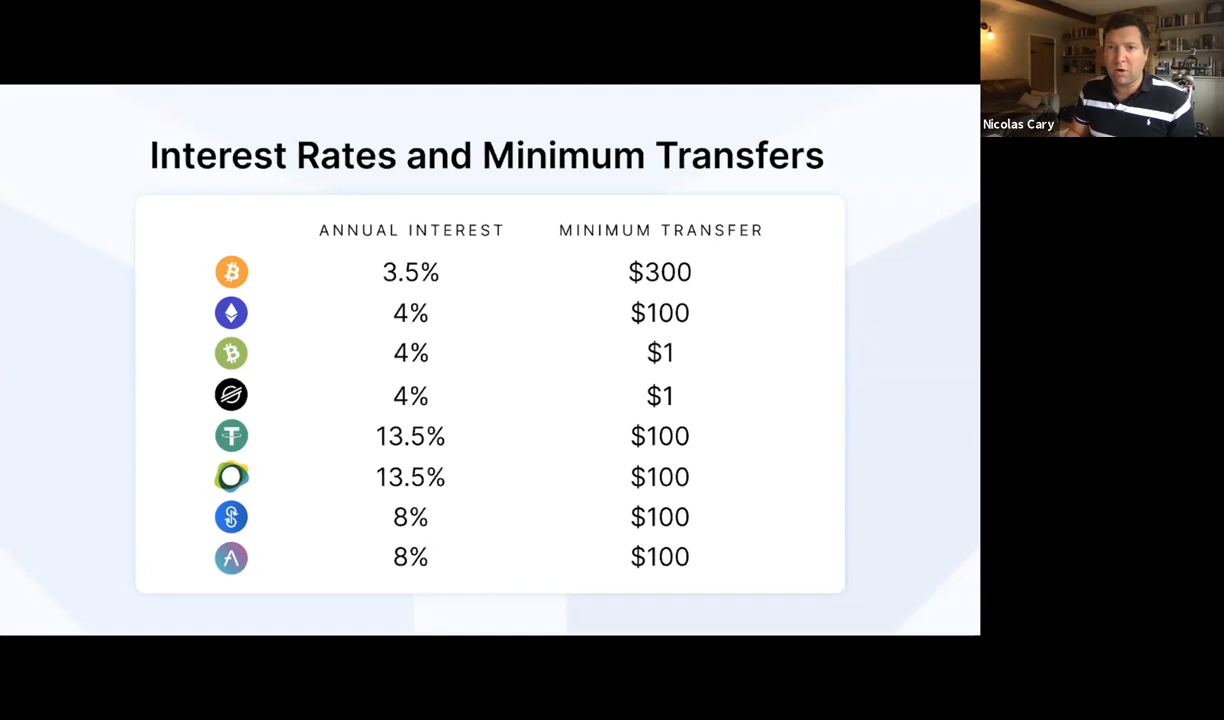 Nicolas Cary
Interest Rates and Minimum Transfers
ANNUAL INTEREST MINIMUM TRANSFER
3.5% $300
4% $100
4% $1
4% $1
13.5% $100
13.5% $100
8% $100
8% $100